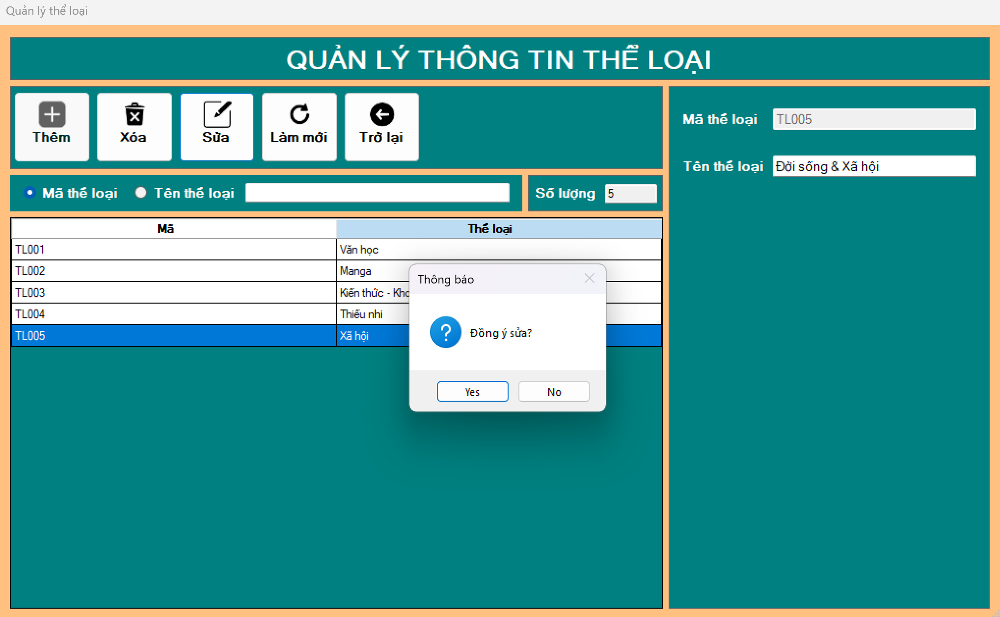 Quản lý thể loại
QUẢN LÝ THÔNG TIN THỂ LOẠI
Thêm Xóa Sửa Làm mới Trở lại
Mã thể loại TL005
Tên thể loại Đời sống & Xã hội
Mã thể loại Tên thể loại Số lượng 5
Mã Thể loại
TL001 Văn học
TL002 Manga
TL003 Kiến thức -
TL004 Thiếu nhi
TL005 Xã hội
Thông báo
Đồng ý sửa?
Yes No